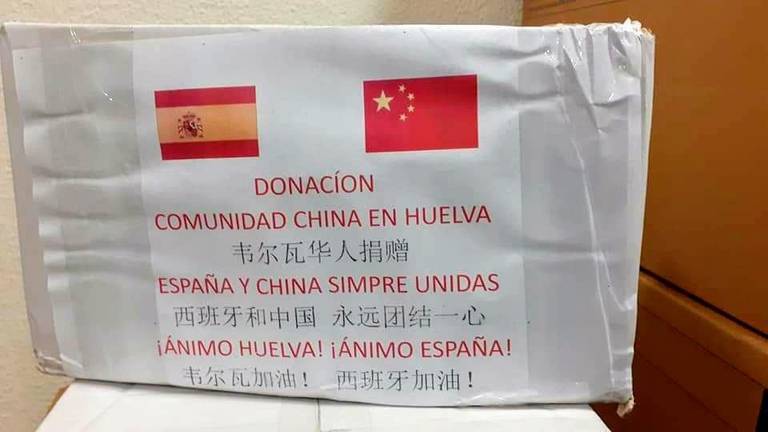 DONACÍON
COMUNIDAD CHINA EN HUELVA
韦尔瓦华人捐赠
ESPAÑA Y CHINA SIMPRE UNIDAS
西班牙和中国 永远团结一心
¡ÁNIMO HUELVA! ¡ÁNIMO ESPAÑA!
韦尔瓦加油! 西班牙加油!